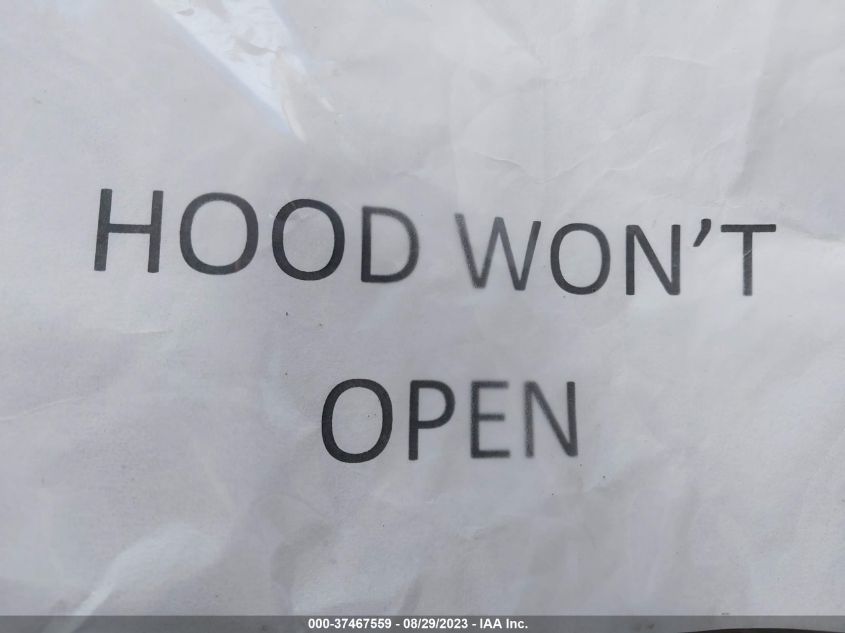 HOOD WON’T
OPEN
000-37467559 - 08/29/2023 - IAA Inc.